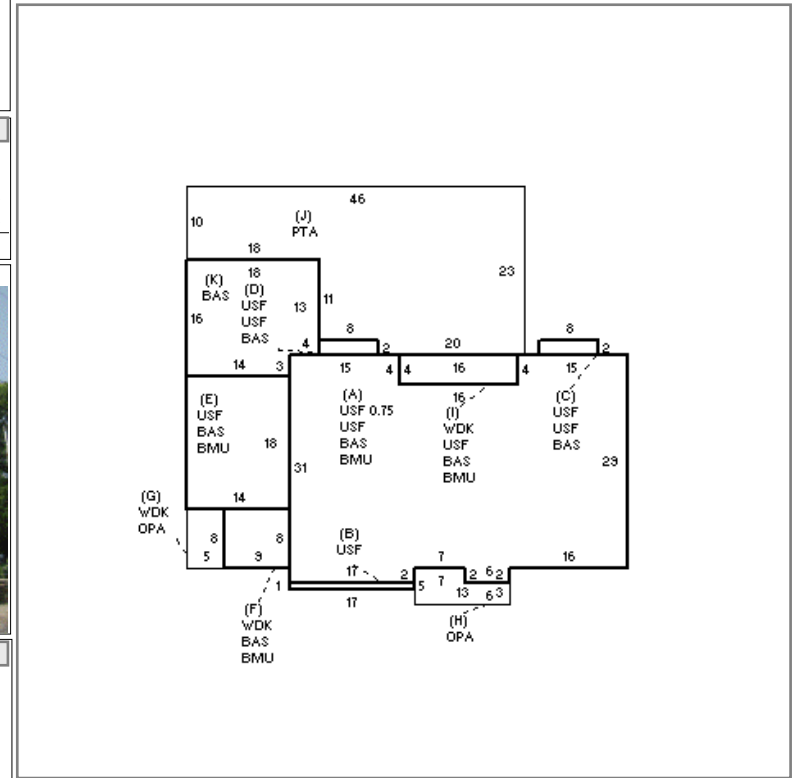 46
10
(J)
PTA
18
23
(K)
BAS
18
(D)
USF
USF
BAS
13
11
16
4
8
2
20
8
2
14
3
15
4
4
16
4
15
(E)
USF
BAS
BMU
18
(A)
USF 0.75
USF
BAS
BMU
16
(I)
WDK
USF
BAS
BMU
(C)
USF
USF
BAS
29
31
14
(G)
WDK
OPA
8
5
9
8
(B)
USF
17
2
7
7
2
6
2
16
1
17
5
13
6
3
(F)
WDK
BAS
BMU
(H)
OPA